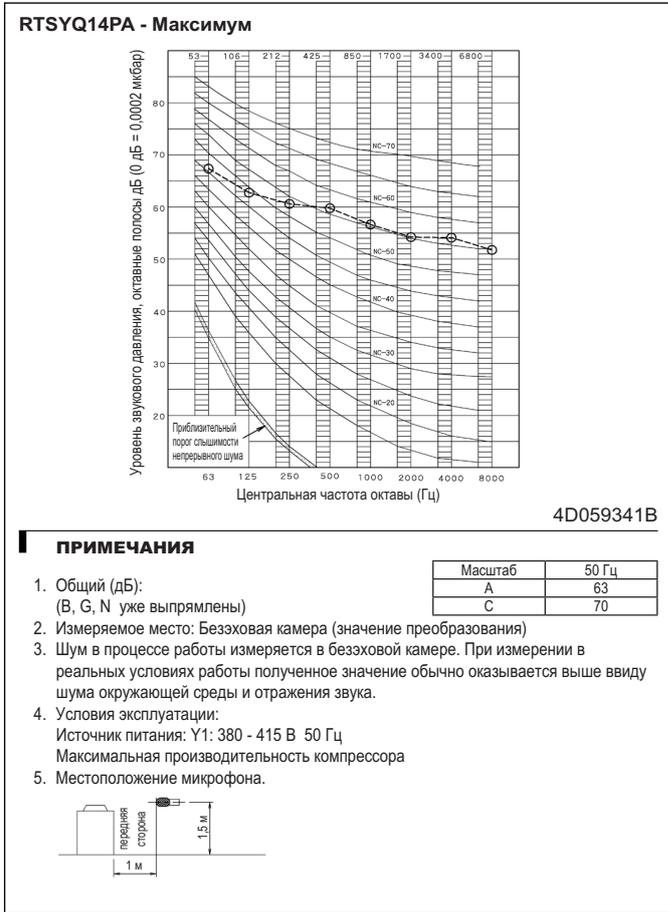 RTSYQ14PA - Максимум
Уровень звукового давления, октавные полосы дБ (0 дБ = 0,0002 мкбар)
53 106 212 425 850 1700 3400 6800
80
70
60
50
40
30
20
NC-70
NC-60
NC-50
NC-40
NC-30
NC-20
Приблизительный
порог слышимости
непрерывного шума
63 125 250 500 1000 2000 4000 8000
Центральная частота октавы (Гц)
4D059341B
ПРИМЕЧАНИЯ
1. Общий (дБ):
(B, G, N уже выпрямлены)
Масштаб 50 Гц
A 63
C 70
2. Измеряемое место: Безэховая камера (значение преобразования)
3. Шум в процессе работы измеряется в безэховой камере. При измерении в
реальных условиях работы полученное значение обычно оказывается выше ввиду
шума окружающей среды и отражения звука.
4. Условия эксплуатации:
Источник питания: Y1: 380 - 415 В 50 Гц
Максимальная производительность компрессора
5. Местоположение микрофона.
передняя
сторона
1,5 м
1 м